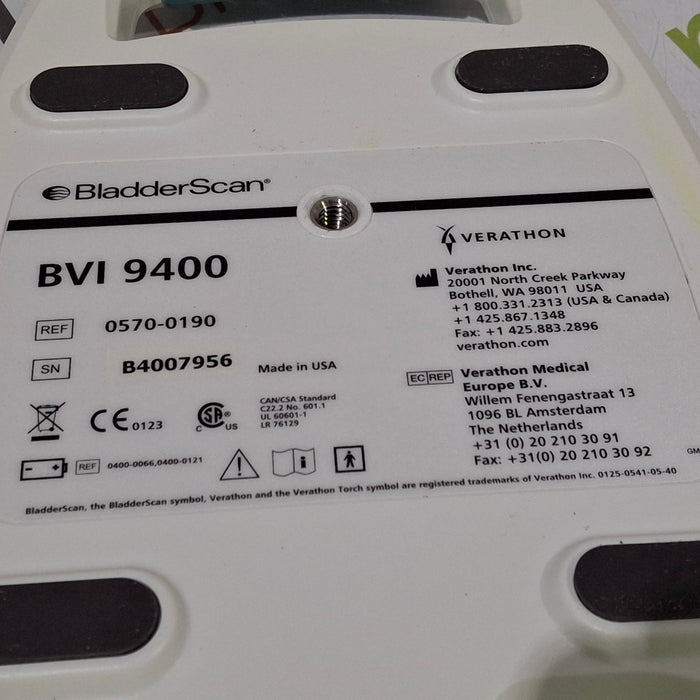 BladderScan®
BVI 9400
REF 0570-0190
SN B4007956 Made in USA
CE 0123
CSA® C US
CAN/CSA Standard
C22.2 No. 601.1
UL 60601-1
LR 76129
- + REF 0400-0066,0400-0121
VERATHON
Verathon Inc.
20001 North Creek Parkway
Bothell, WA 98011 USA
+1 800.331.2313 (USA & Canada)
+1 425.867.1348
Fax: +1 425.883.2896
verathon.com
EC REP Verathon Medical
Europe B.V.
Willem Fenengastraat 13
1096 BL Amsterdam
The Netherlands
+31 (0) 20 210 30 91
Fax: +31(0) 20 210 30 92
GM
BladderScan, the BladderScan symbol, Verathon and the Verathon Torch symbol are registered trademarks of Verathon Inc. 0125-0541-05-40